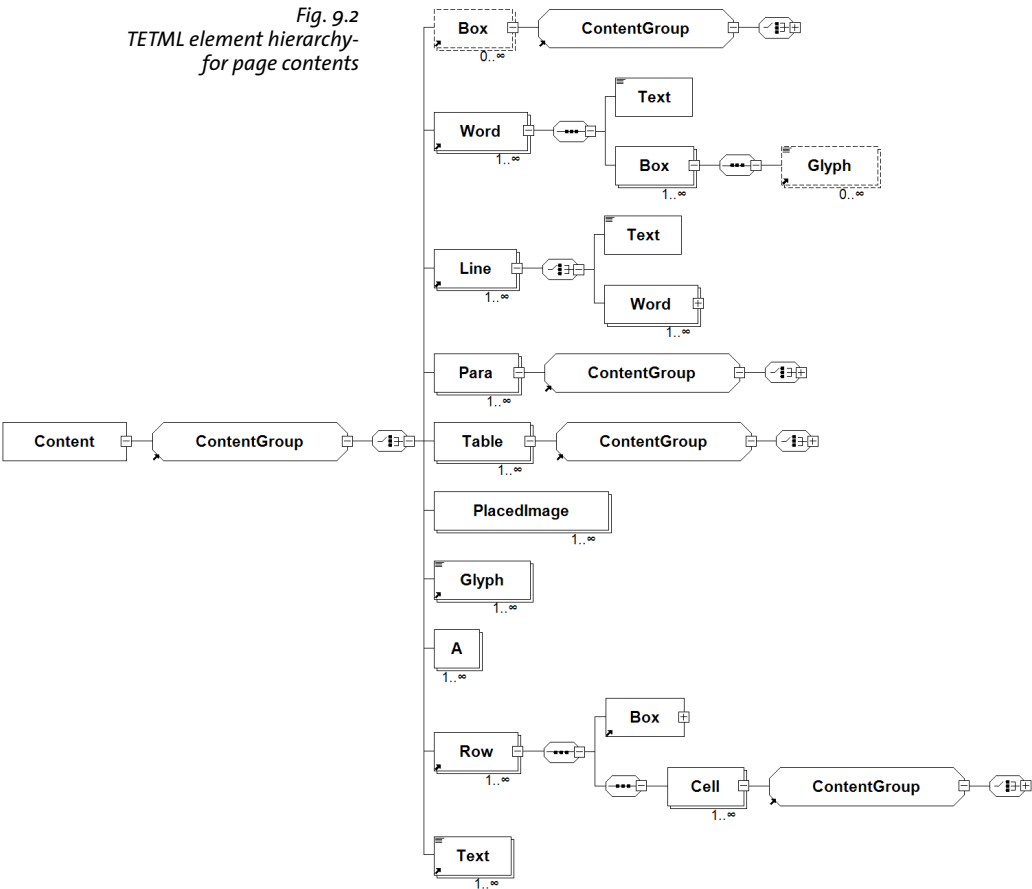 Fig. 9.2
TETML element hierarchy-
for page contents
Box
0..∞
ContentGroup
Word
1..∞
Text
Box
1..∞
Glyph
0..∞
Line
1..∞
Text
Word
1..∞
Para
1..∞
ContentGroup
Content
ContentGroup
Table
1..∞
ContentGroup
PlacedImage
1..∞
Glyph
1..∞
A
1..∞
Row
1..∞
Box
Cell
1..∞
ContentGroup
Text
1..∞